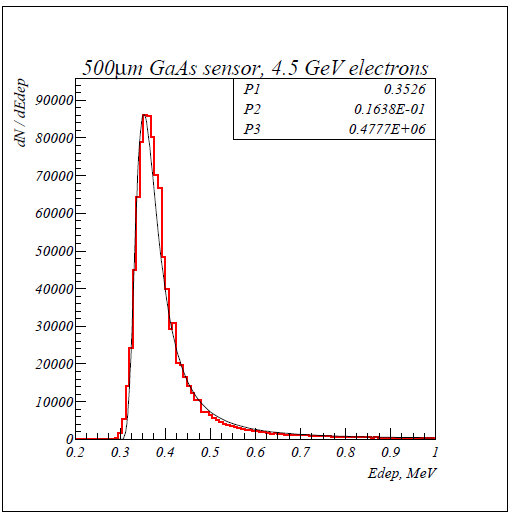 500μm GaAs sensor, 4.5 GeV electrons
dN / dEdep
P1 0.3526
P2 0.1638E-01
P3 0.4777E+06
90000
80000
70000
60000
50000
40000
30000
20000
10000
0
0.2 0.3 0.4 0.5 0.6 0.7 0.8 0.9 1
Edep, MeV